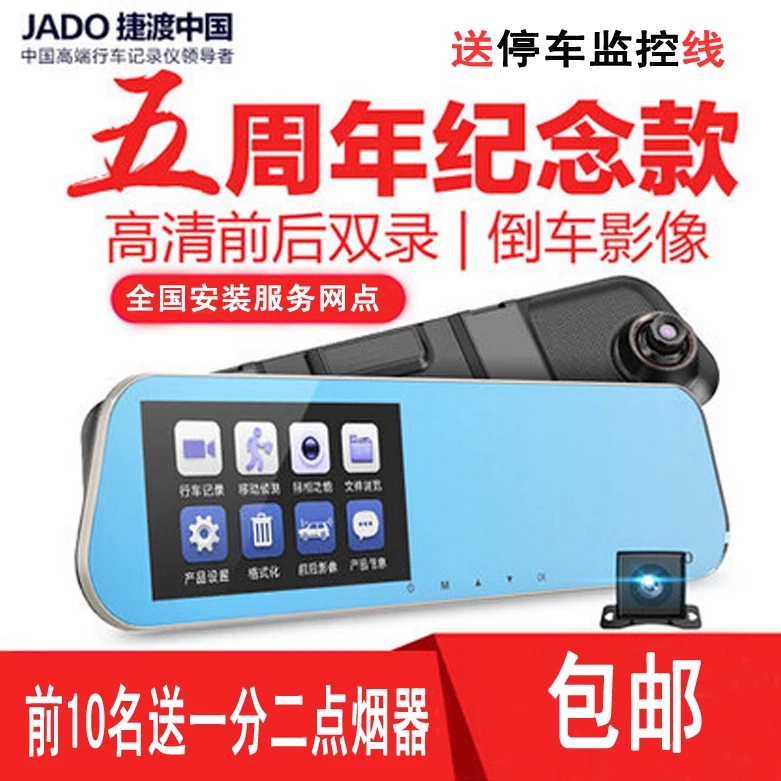 JADO 捷渡中国
中国高端行车记录仪领导者
送停车监控线
五周年纪念款
高清前后双录|倒车影像
全国安装服务网点
行车记录 移动侦测 文件浏览
产品设置 格式化 前后影像 产品信息
M
前10名送一分二点烟器
包邮